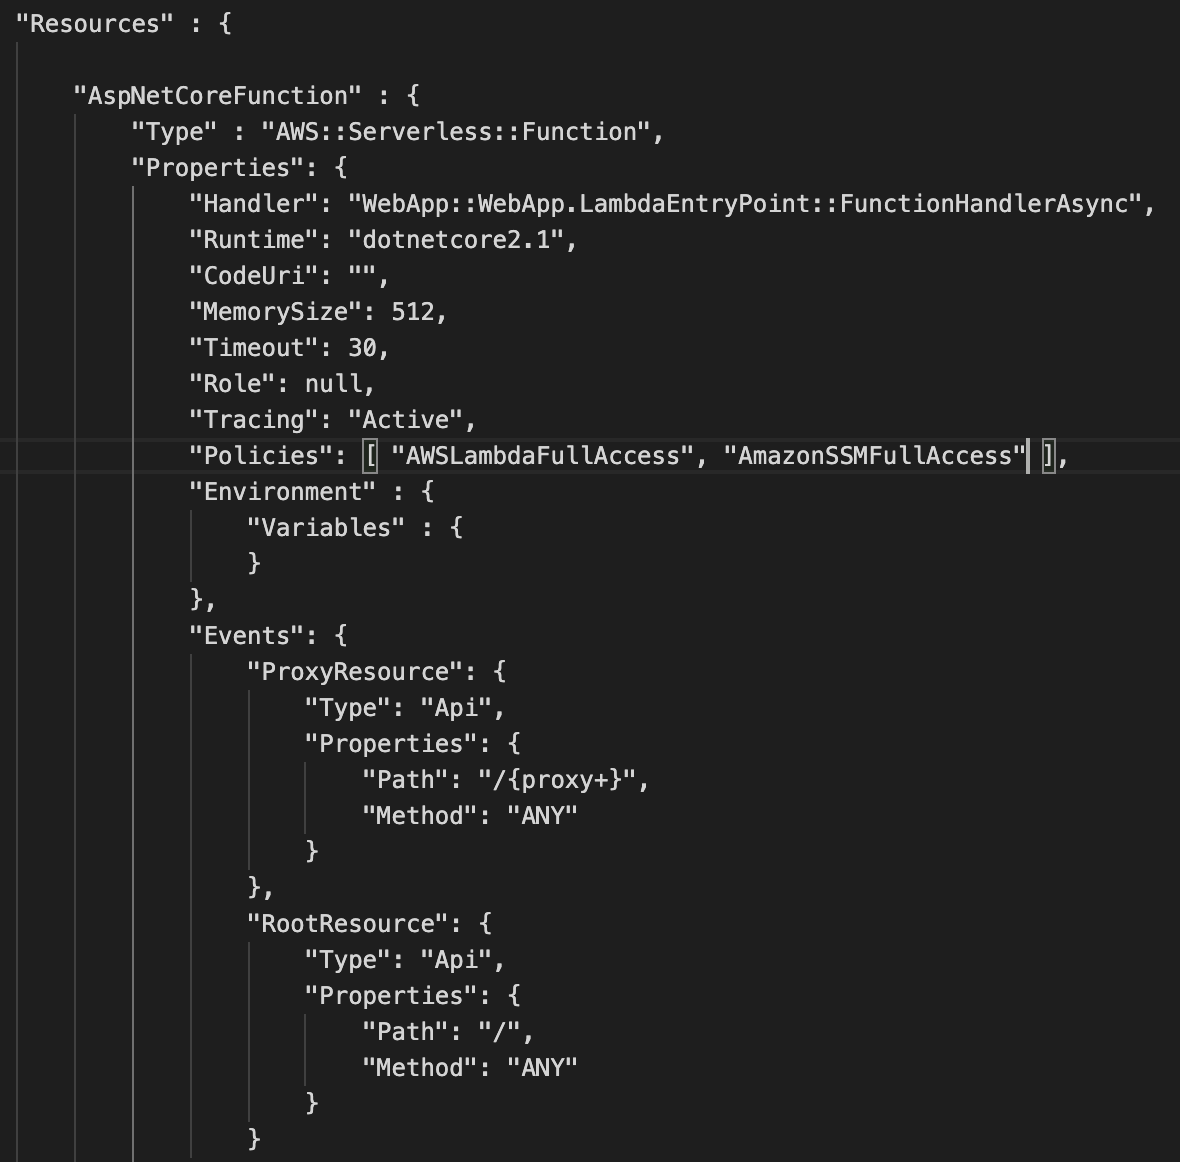 "Resources" : {
"AspNetCoreFunction" : {
"Type" : "AWS::Serverless::Function",
"Properties": {
"Handler": "WebApp::WebApp.LambdaEntryPoint::FunctionHandlerAsync",
"Runtime": "dotnetcore2.1",
"CodeUri": "",
"MemorySize": 512,
"Timeout": 30,
"Role": null,
"Tracing": "Active",
"Policies": [ "AWSLambdaFullAccess", "AmazonSSMFullAccess" ],
"Environment" : {
"Variables" : {
}
},
"Events": {
"ProxyResource": {
"Type": "Api",
"Properties": {
"Path": "/{proxy+}",
"Method": "ANY"
}
},
"RootResource": {
"Type": "Api",
"Properties": {
"Path": "/",
"Method": "ANY"
}
}